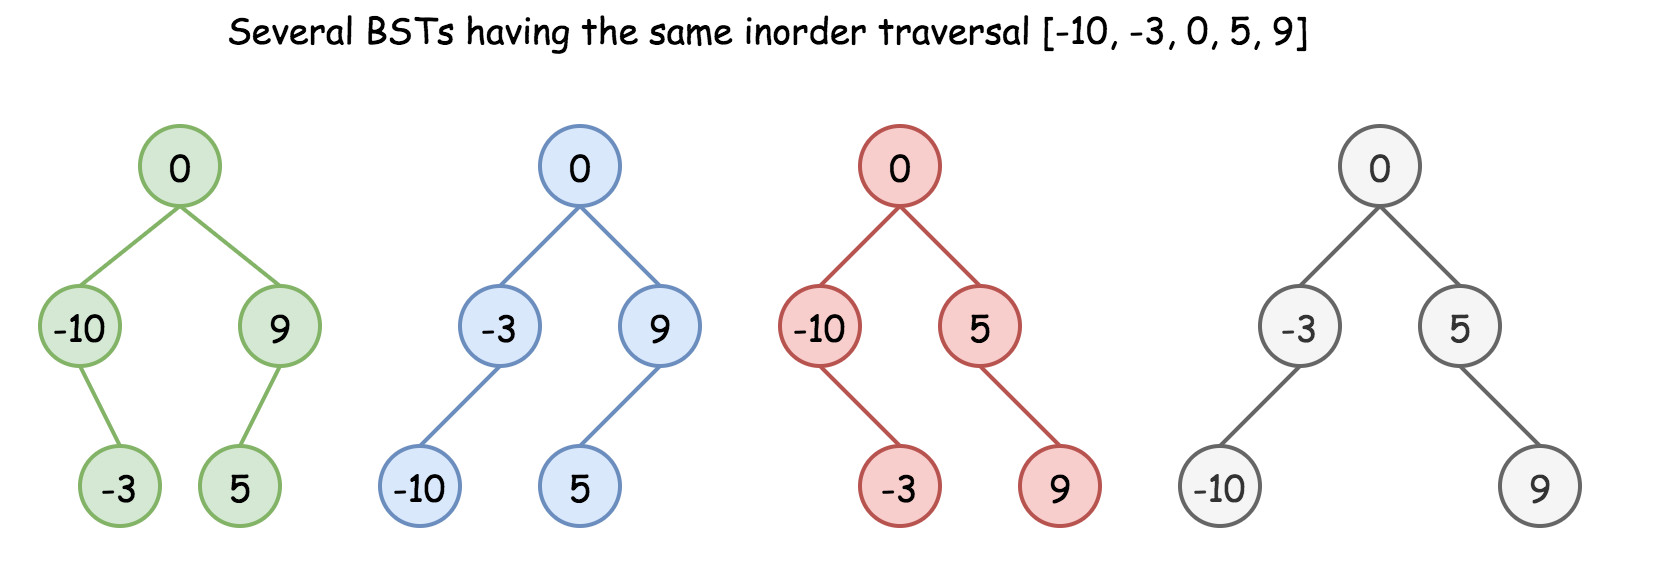 Several BSTs having the same inorder traversal [-10, -3, 0, 5, 9]
0 0 0 0
-10 9 -3 9 -10 5 -3 5
-3 5 -10 5 -3 9 -10 9